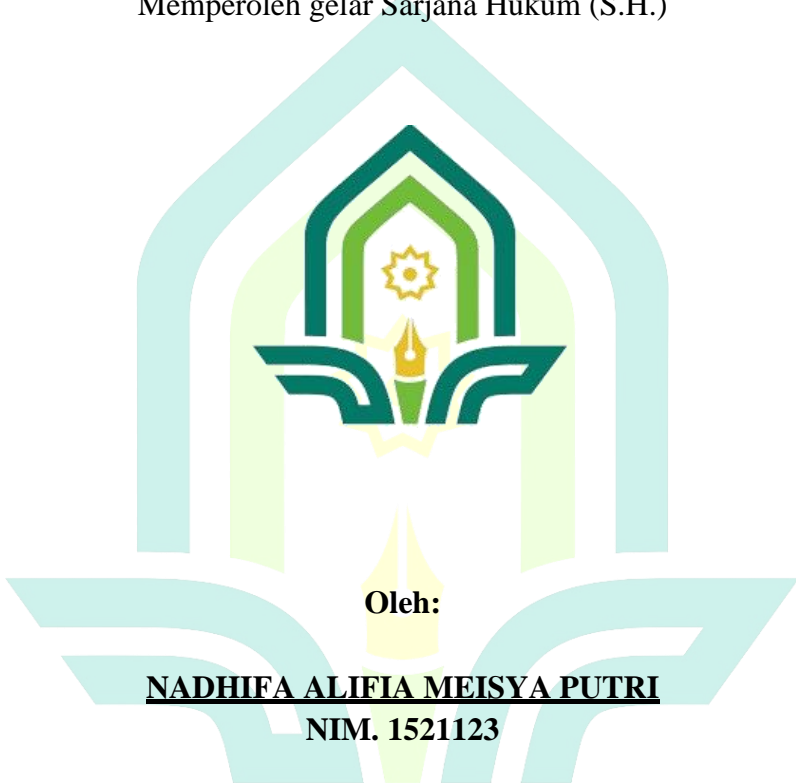 Memperoleh gelar Sarjana Hukum (S.H.)
Oleh:
NADHIFA ALIFIA MEISYA PUTRI
NIM. 1521123